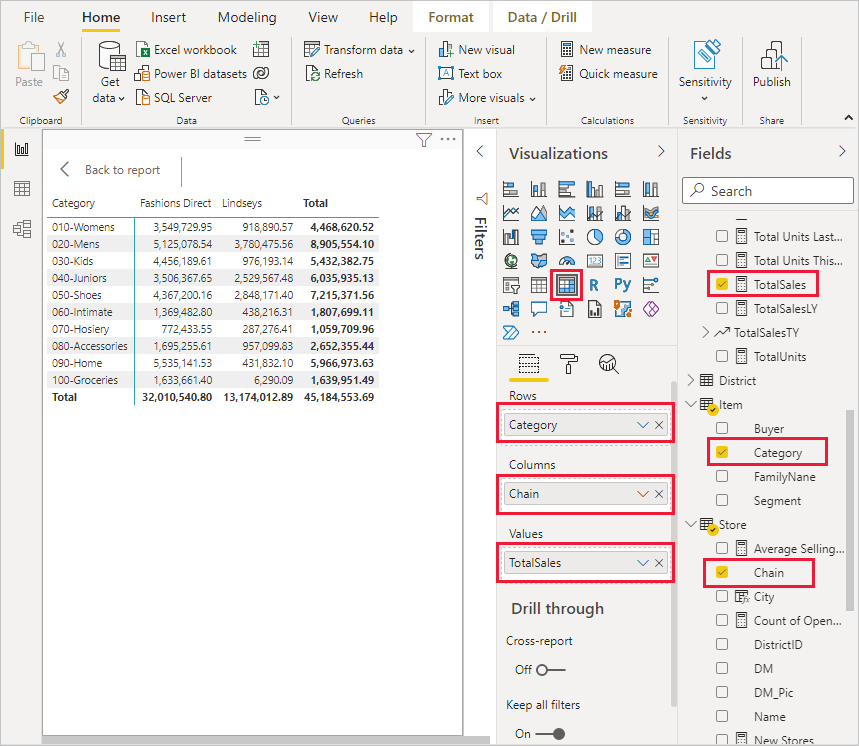 File Home Insert Modeling View Help Format Data / Drill
Paste
Clipboard
Get data
Excel workbook
Power BI datasets
SQL Server
Data
Transform data
Refresh
Queries
New visual
Text box
More visuals
Insert
New measure
Quick measure
Calculations
Sensitivity
Sensitivity
Publish
Share
Back to report
Category Fashions Direct Lindseys Total
010-Womens 3,549,729.95 918,890.57 4,468,620.52
020-Mens 5,125,078.54 3,780,475.56 8,905,554.10
030-Kids 4,456,189.61 976,193.14 5,432,382.75
040-Juniors 3,506,367.65 2,529,567.48 6,035,935.13
050-Shoes 4,367,200.16 2,848,171.40 7,215,371.56
060-Intimate 1,369,482.80 438,216.31 1,807,699.11
070-Hosiery 772,433.55 287,276.41 1,059,709.96
080-Accessories 1,695,255.61 957,099.83 2,652,355.44
090-Home 5,535,141.53 431,832.10 5,966,973.63
100-Groceries 1,633,661.40 6,290.09 1,639,951.49
Total 32,010,540.80 13,174,012.89 45,184,553.69
Filters
Visualizations
123
R Py
Rows
Category
Columns
Chain
Values
TotalSales
Drill through
Cross-report
Off
Keep all filters
On
Fields
Search
Total Units Last...
Total Units This...
TotalSales
TotalSalesLY
TotalSalesTY
TotalUnits
District
Item
Buyer
Category
FamilyNane
Segment
Store
Average Selling...
Chain
City
Count of Open...
DistrictID
DM
DM_Pic
Name
New Stores